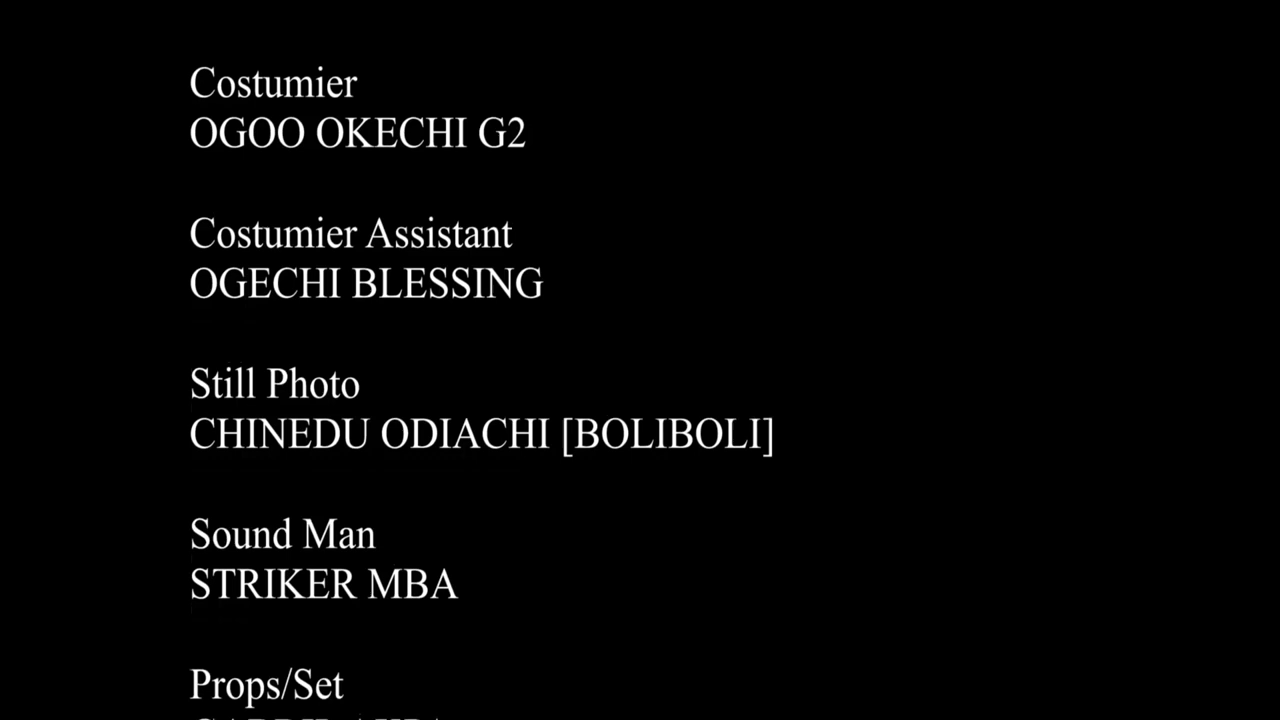 Costumier
OGOO OKECHI G2
Costumier Assistant
OGECHI BLESSING
Still Photo
CHINEDU ODIACHI [BOLIBOLI]
Sound Man
STRIKER MBA
Props/Set